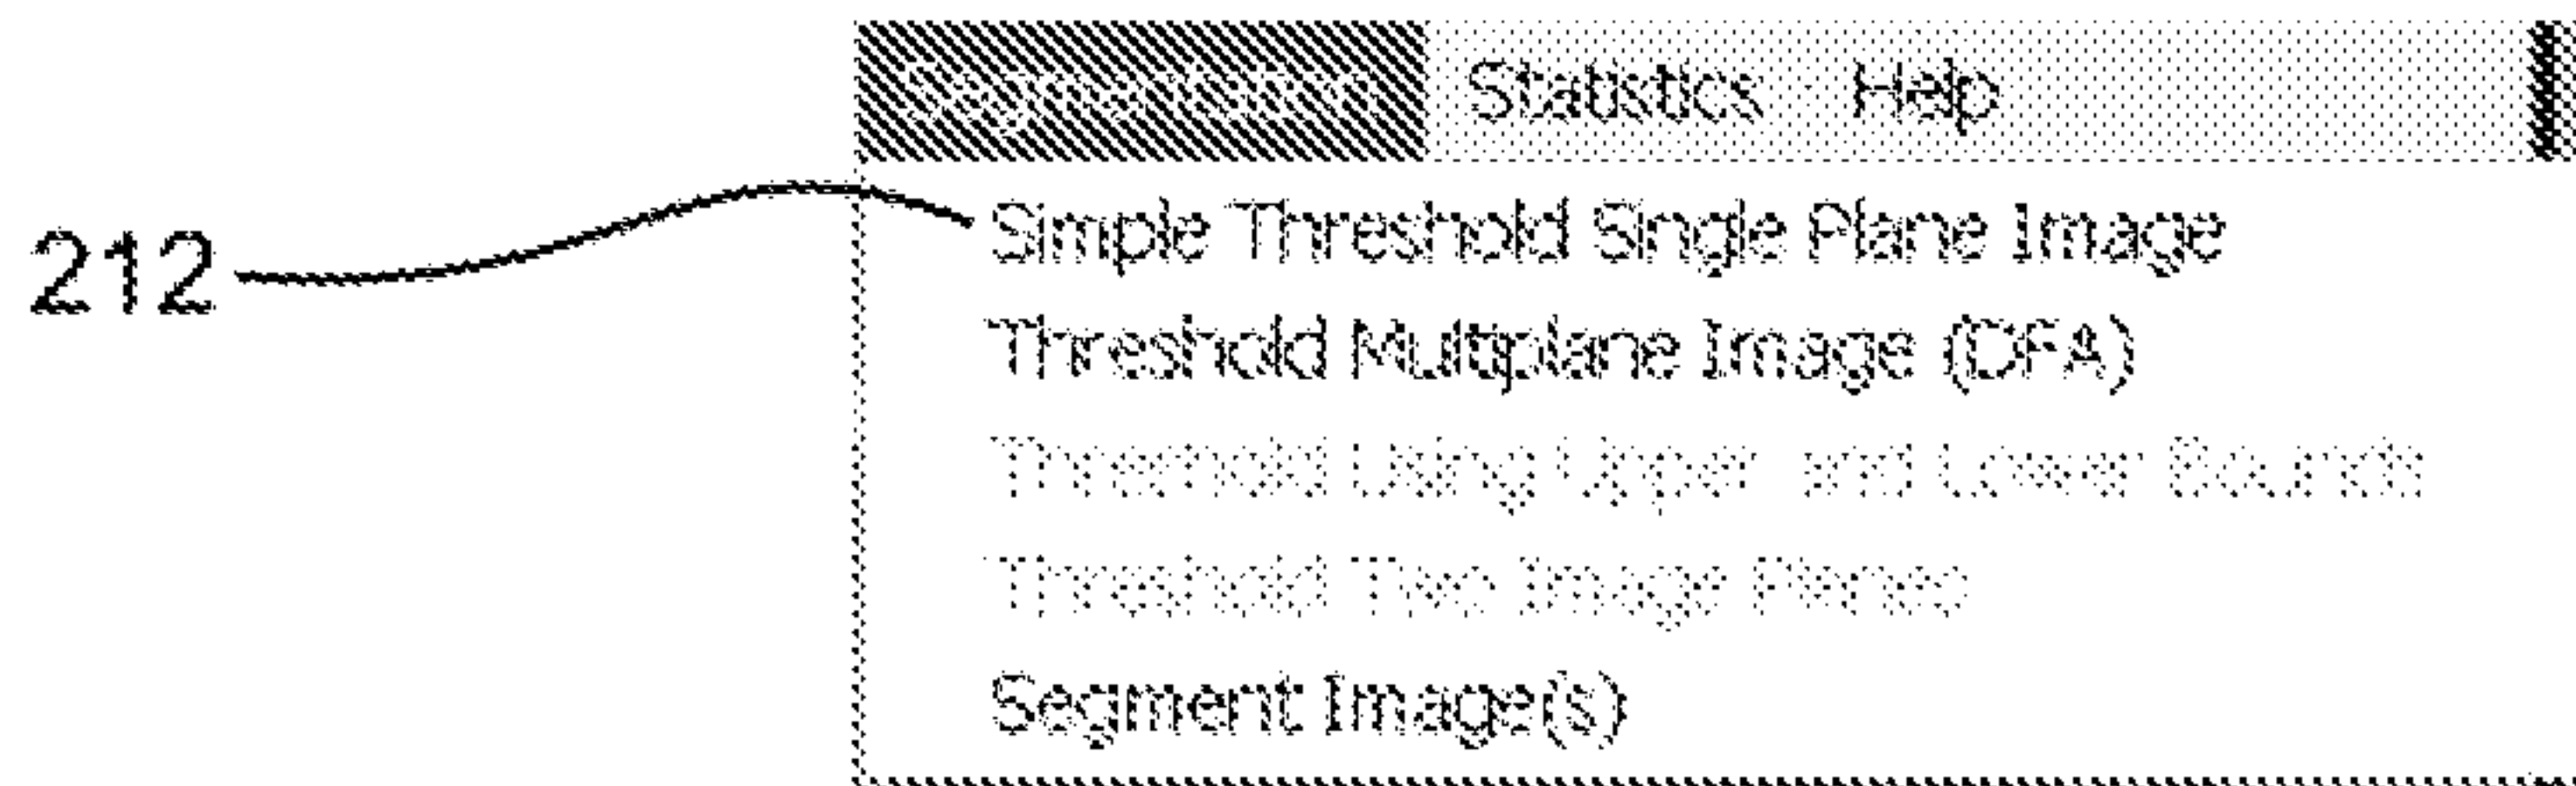 Segmentation Statistics Help
212 Simple Threshold Single Plane Image
Threshold Multiplane Image (DFA)
Threshold Using Upper and Lower Bounds
Threshold Two Image Planes
Segment Image(s)